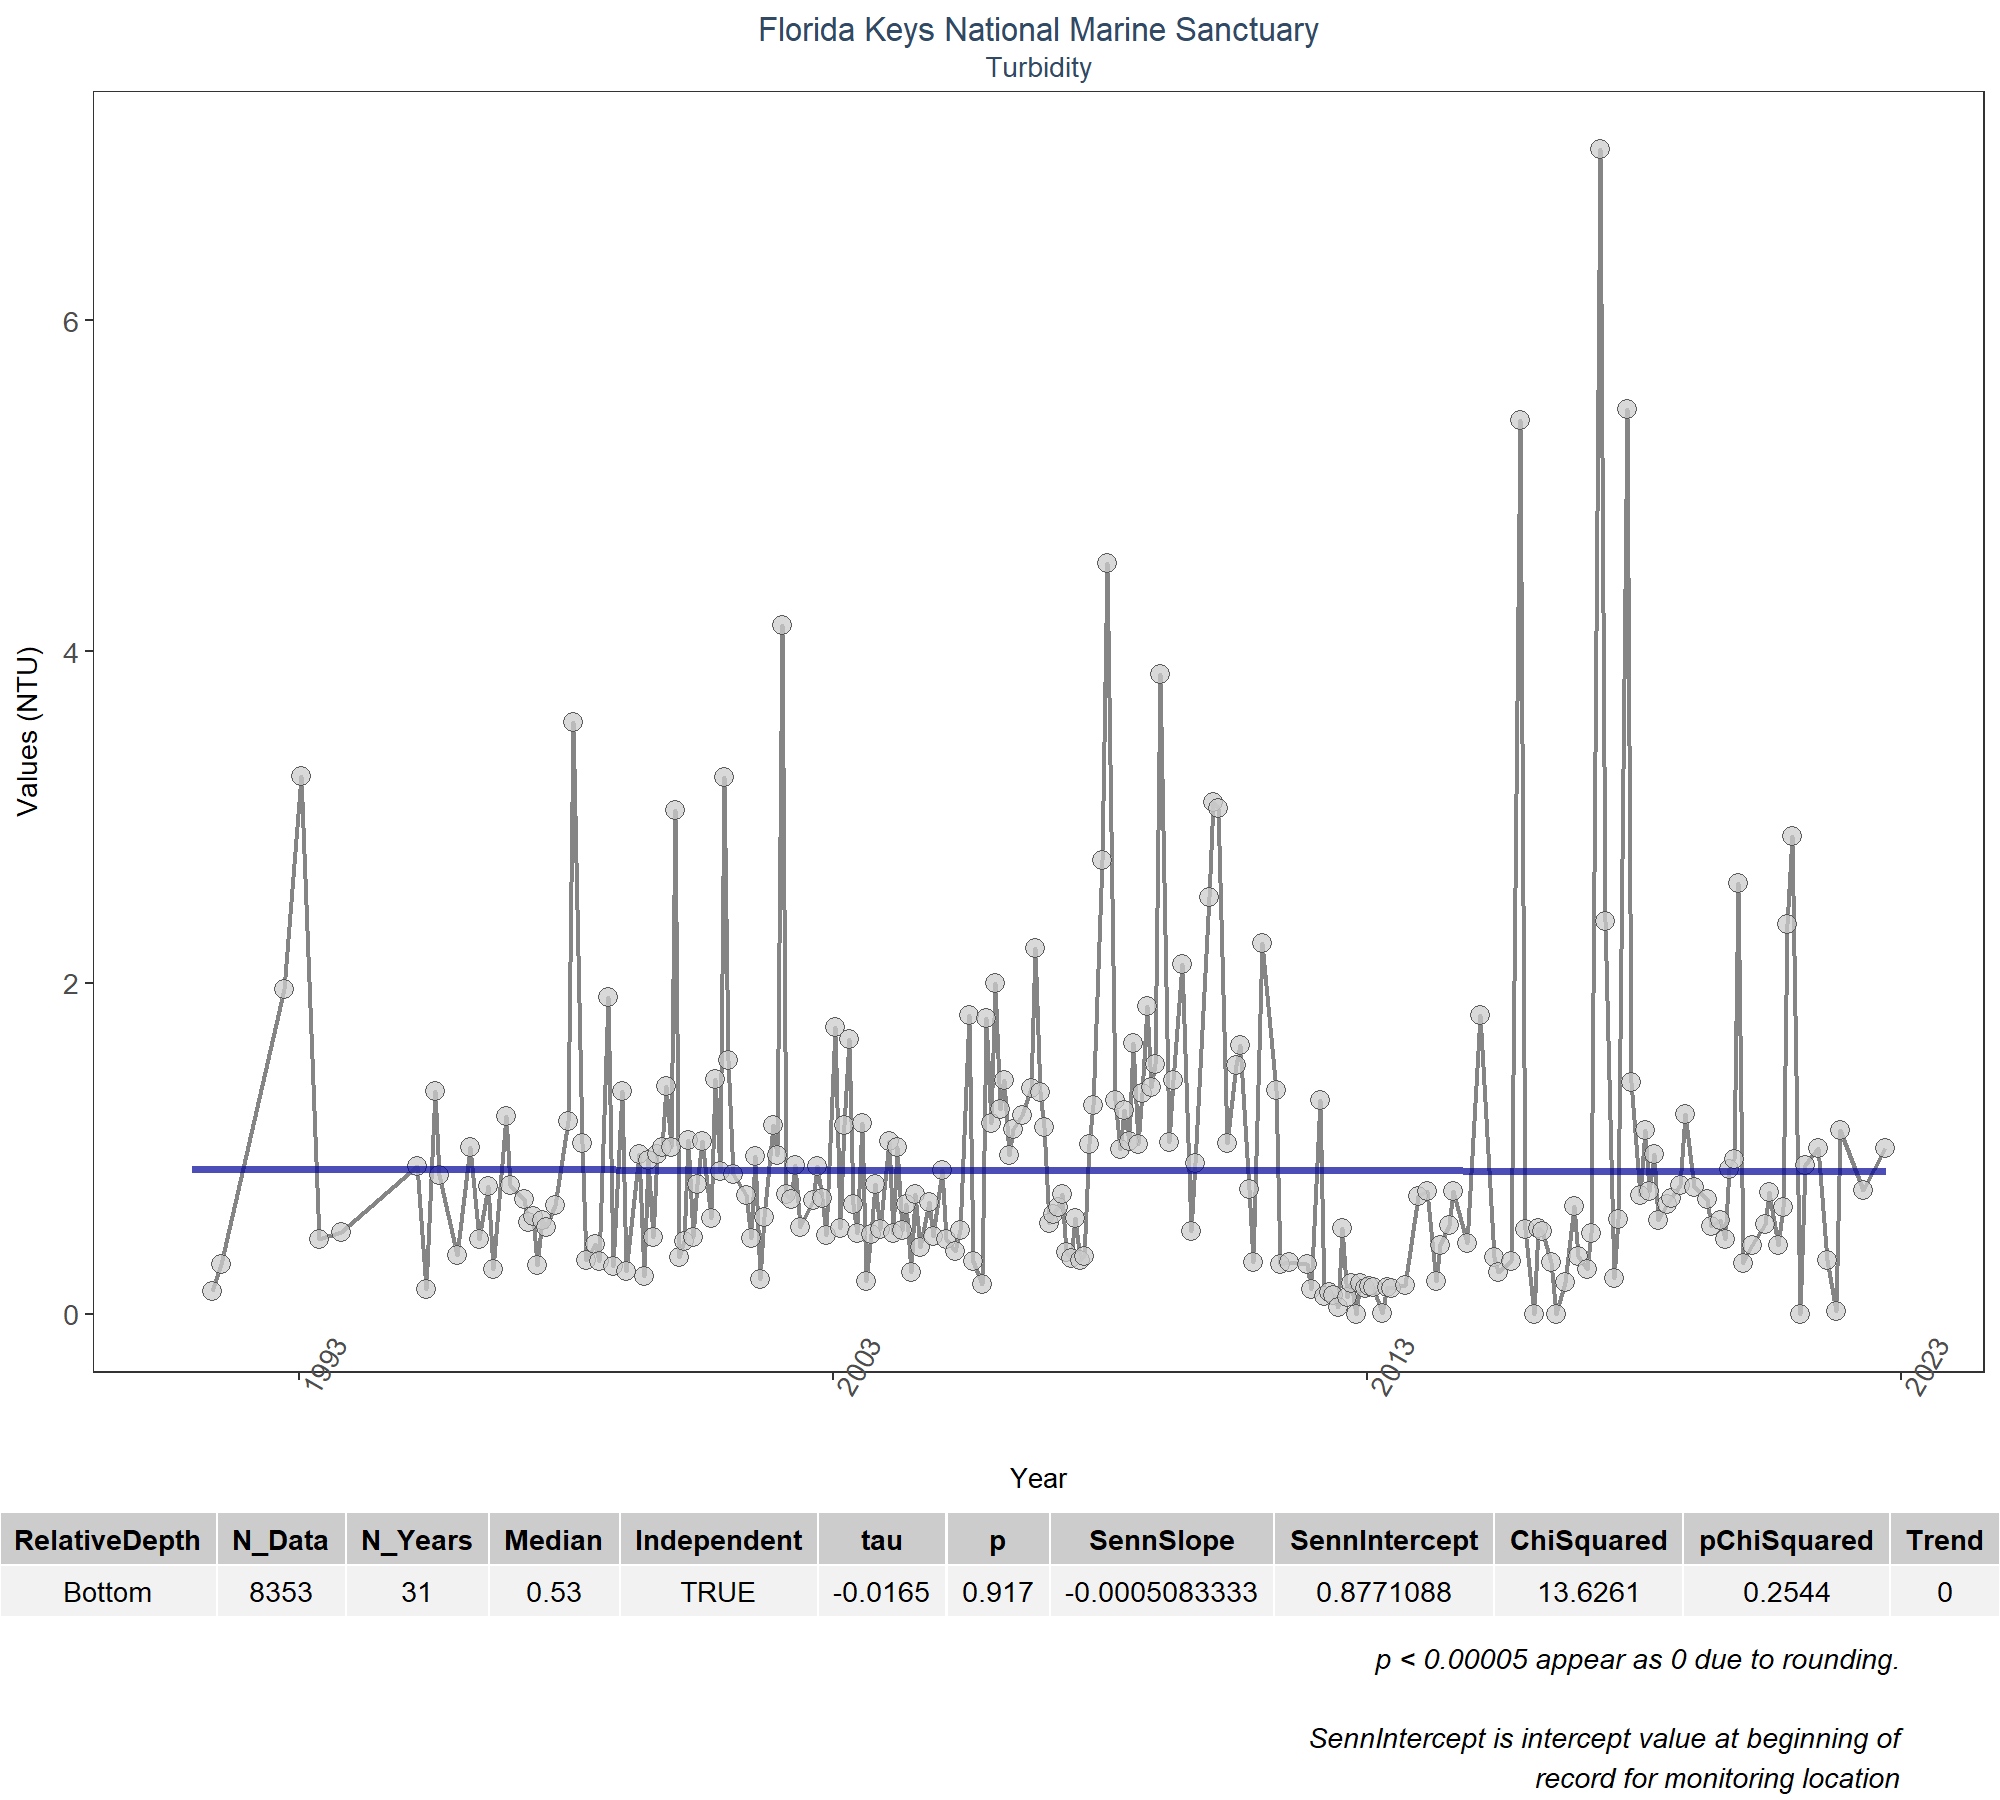 Florida Keys National Marine Sanctuary
Turbidity
Values (NTU)
6
4
2
0
1993
2003
2013
2023
Year
RelativeDepth N_Data N_Years Median Independent tau p SennSlope SennIntercept ChiSquared pChiSquared Trend
Bottom 8353 31 0.53 TRUE -0.0165 0.917 -0.0005083333 0.8771088 13.6261 0.2544 0
p < 0.00005 appear as 0 due to rounding.
SennIntercept is intercept value at beginning of
record for monitoring location